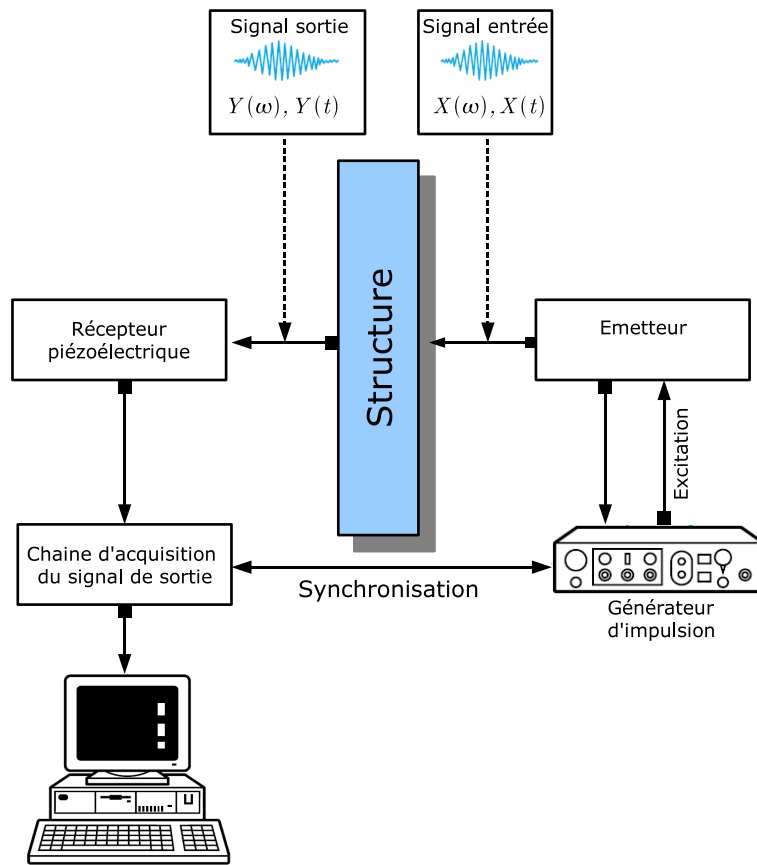 Signal sortie
Y(ω), Y(t)
Signal entrée
X(ω), X(t)
Structure
Récepteur
piézoélectrique
Emetteur
Excitation
Chaine d'acquisition
du signal de sortie
Synchronisation
Générateur
d'impulsion